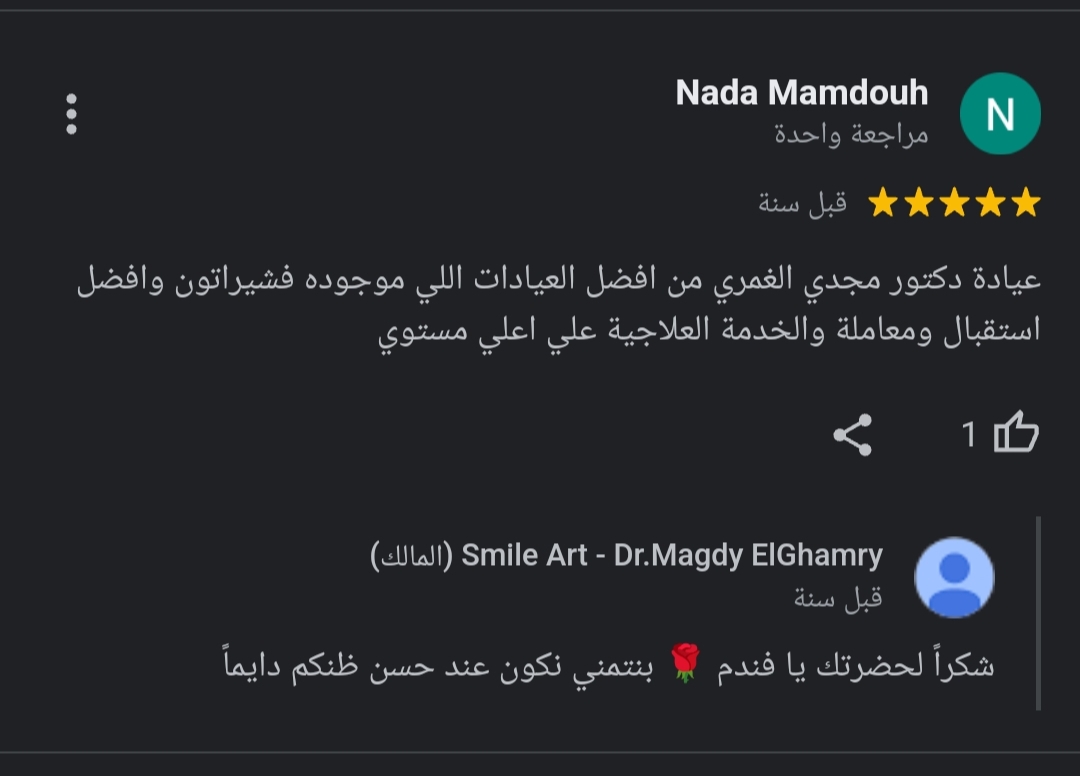 Nada Mamdouh
N
مراجعة واحدة
قبل سنة
عيادة دكتور مجدي الغمري من افضل العيادات اللي موجوده فشيراتون وافضل
استقبال ومعاملة والخدمة العلاجية علي اعلي مستوي
1
Smile Art - Dr.Magdy ElGhamry (المالك)
قبل سنة
شكراً لحضرتك يا فندم 🌹 بنتمني نكون عند حسن ظنكم دايماً